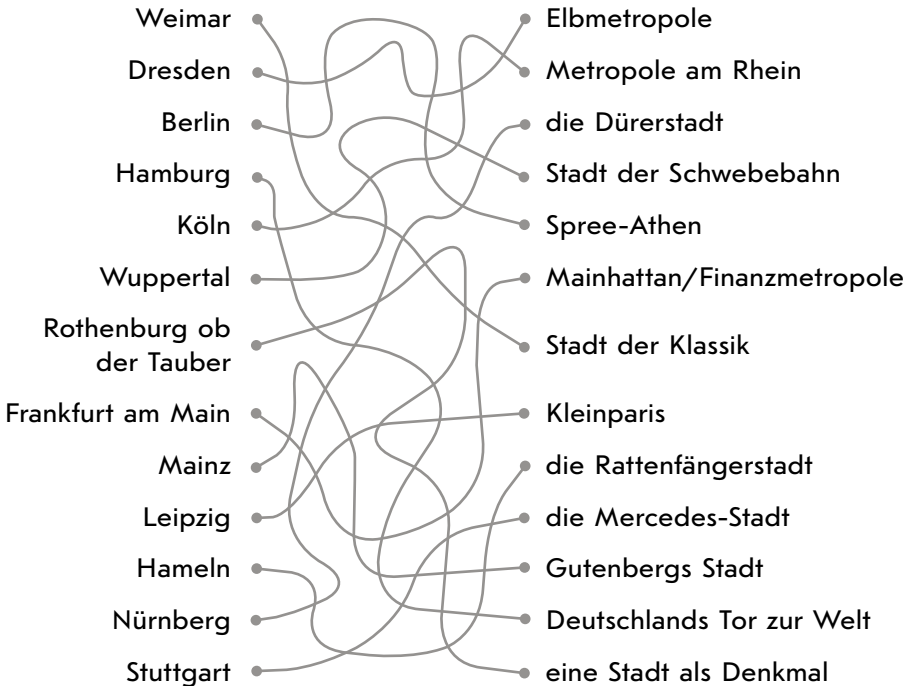 Weimar
Elbmetropole
Dresden
Metropole am Rhein
Berlin
die Dürerstadt
Hamburg
Stadt der Schwebebahn
Köln
Spree-Athen
Wuppertal
Mainhattan/Finanzmetropole
Rothenburg ob
der Tauber
Stadt der Klassik
Frankfurt am Main
Kleinparis
Mainz
die Rattenfängerstadt
Leipzig
die Mercedes-Stadt
Hameln
Gutenbergs Stadt
Nürnberg
Deutschlands Tor zur Welt
Stuttgart
eine Stadt als Denkmal